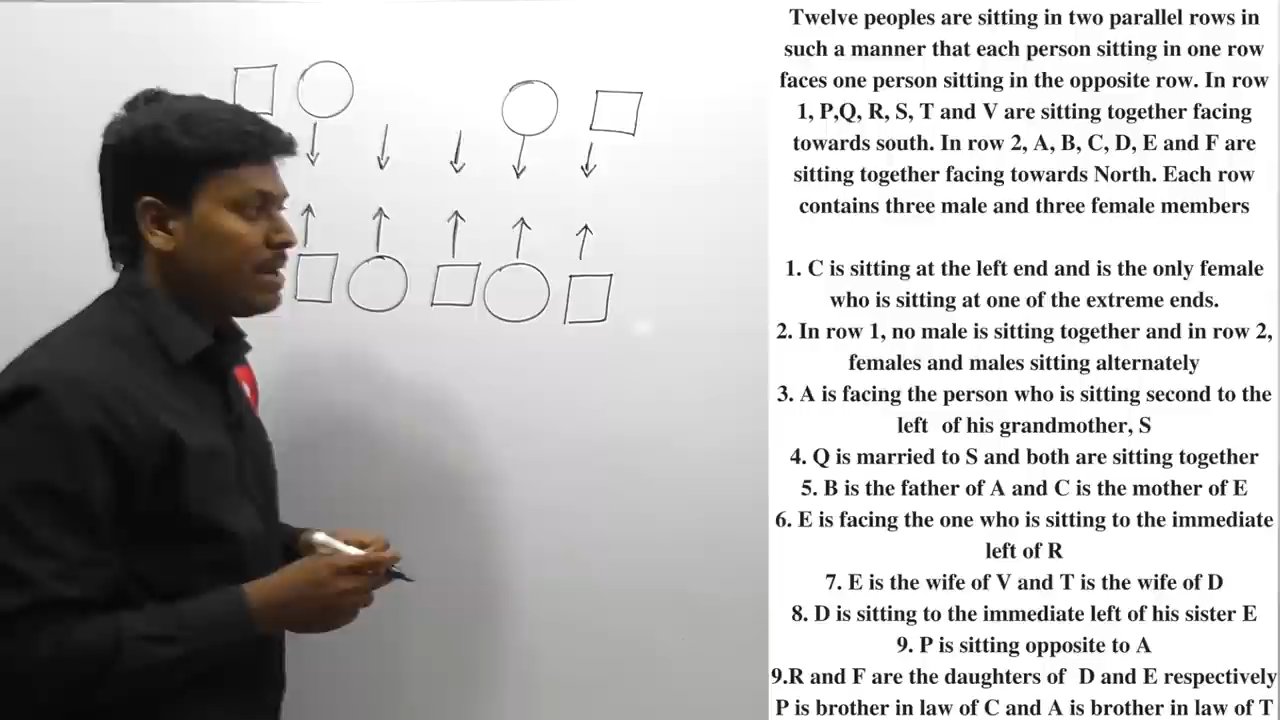 Twelve peoples are sitting in two parallel rows in
such a manner that each person sitting in one row
faces one person sitting in the opposite row. In row
1, P,Q, R, S, T and V are sitting together facing
towards south. In row 2, A, B, C, D, E and F are
sitting together facing towards North. Each row
contains three male and three female members
1. C is sitting at the left end and is the only female
who is sitting at one of the extreme ends.
2. In row 1, no male is sitting together and in row 2,
females and males sitting alternately
3. A is facing the person who is sitting second to the
left of his grandmother, S
4. Q is married to S and both are sitting together
5. B is the father of A and C is the mother of E
6. E is facing the one who is sitting to the immediate
left of R
7. E is the wife of V and T is the wife of D
8. D is sitting to the immediate left of his sister E
9. P is sitting opposite to A
9.R and F are the daughters of D and E respectively
P is brother in law of C and A is brother in law of T